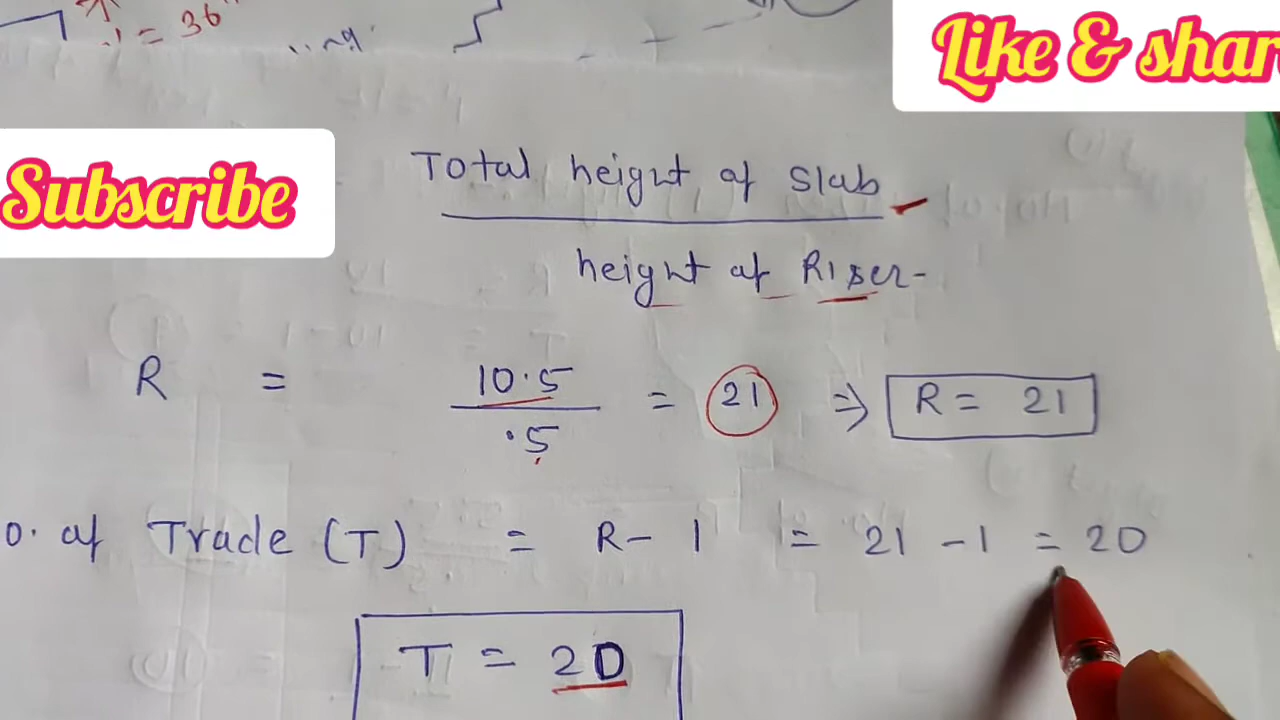 = 36"
Like & shar
Subscribe
Total height of Slab
height of Riser
R = 10.5 / .5 = 21 ⇒ R = 21
o. of Trade (T) = R - 1 = 21 - 1 = 20
T = 20